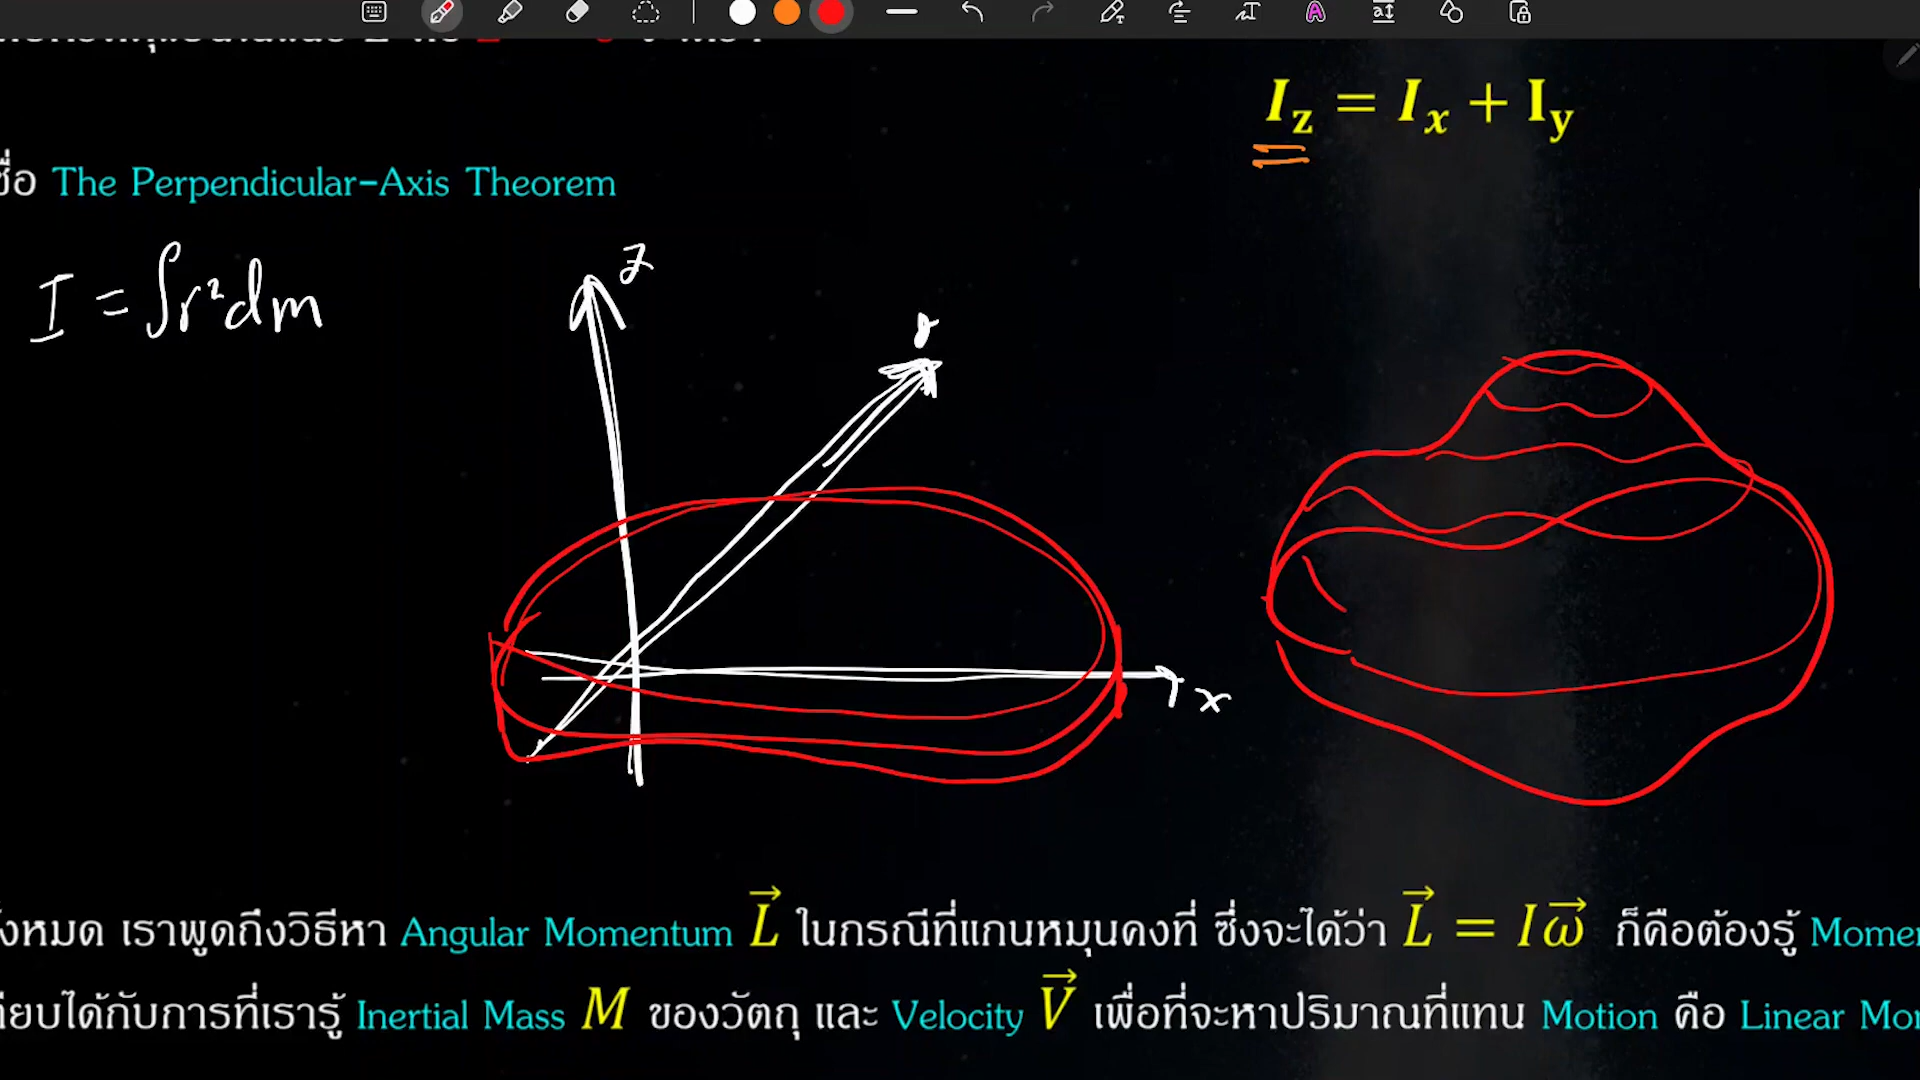 I_z = I_x + I_y
ชื่อ The Perpendicular-Axis Theorem
I = ∫r²dm
z
y
x
ั้งหมด เราพูดถึงวิธีหา Angular Momentum L⃗ ในกรณีที่แกนหมุนคงที่ ซึ่งจะได้ว่า L⃗ = Iω⃗ ก็คือต้องรู้
ทียบได้กับการที่เรารู้ Inertial Mass M ของวัตถุ และ Velocity V⃗ เพื่อที่จะหาปริมาณที่แทน Motion คือ Linear